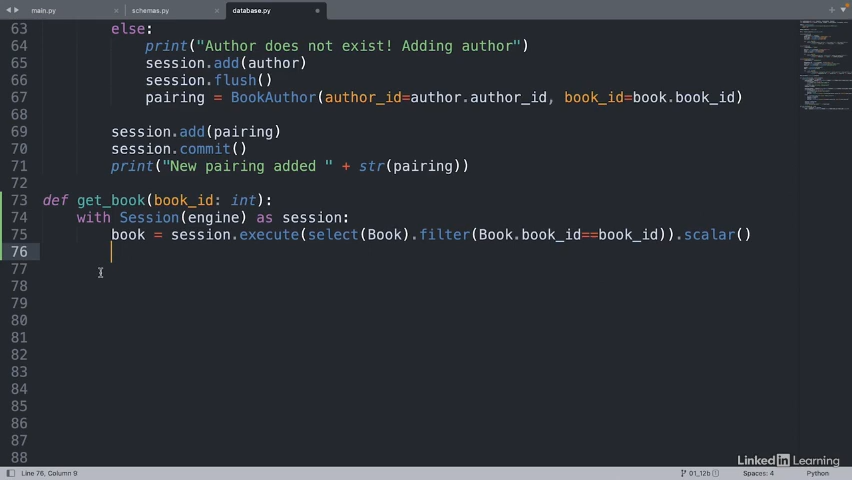 main.py
schemas.py
database.py
63 else:
64 print("Author does not exist! Adding author")
65 session.add(author)
66 session.flush()
67 pairing = BookAuthor(author_id=author.author_id, book_id=book.book_id)
68
69 session.add(pairing)
70 session.commit()
71 print("New pairing added " + str(pairing))
72
73 def get_book(book_id: int):
74 with Session(engine) as session:
75 book = session.execute(select(Book).filter(Book.book_id==book_id)).scalar()
76
77
78
79
80
81
82
83
84
85
86
87
88
LinkedIn Learning
Line 76, Column 9 01_12b Spaces: 4 Python